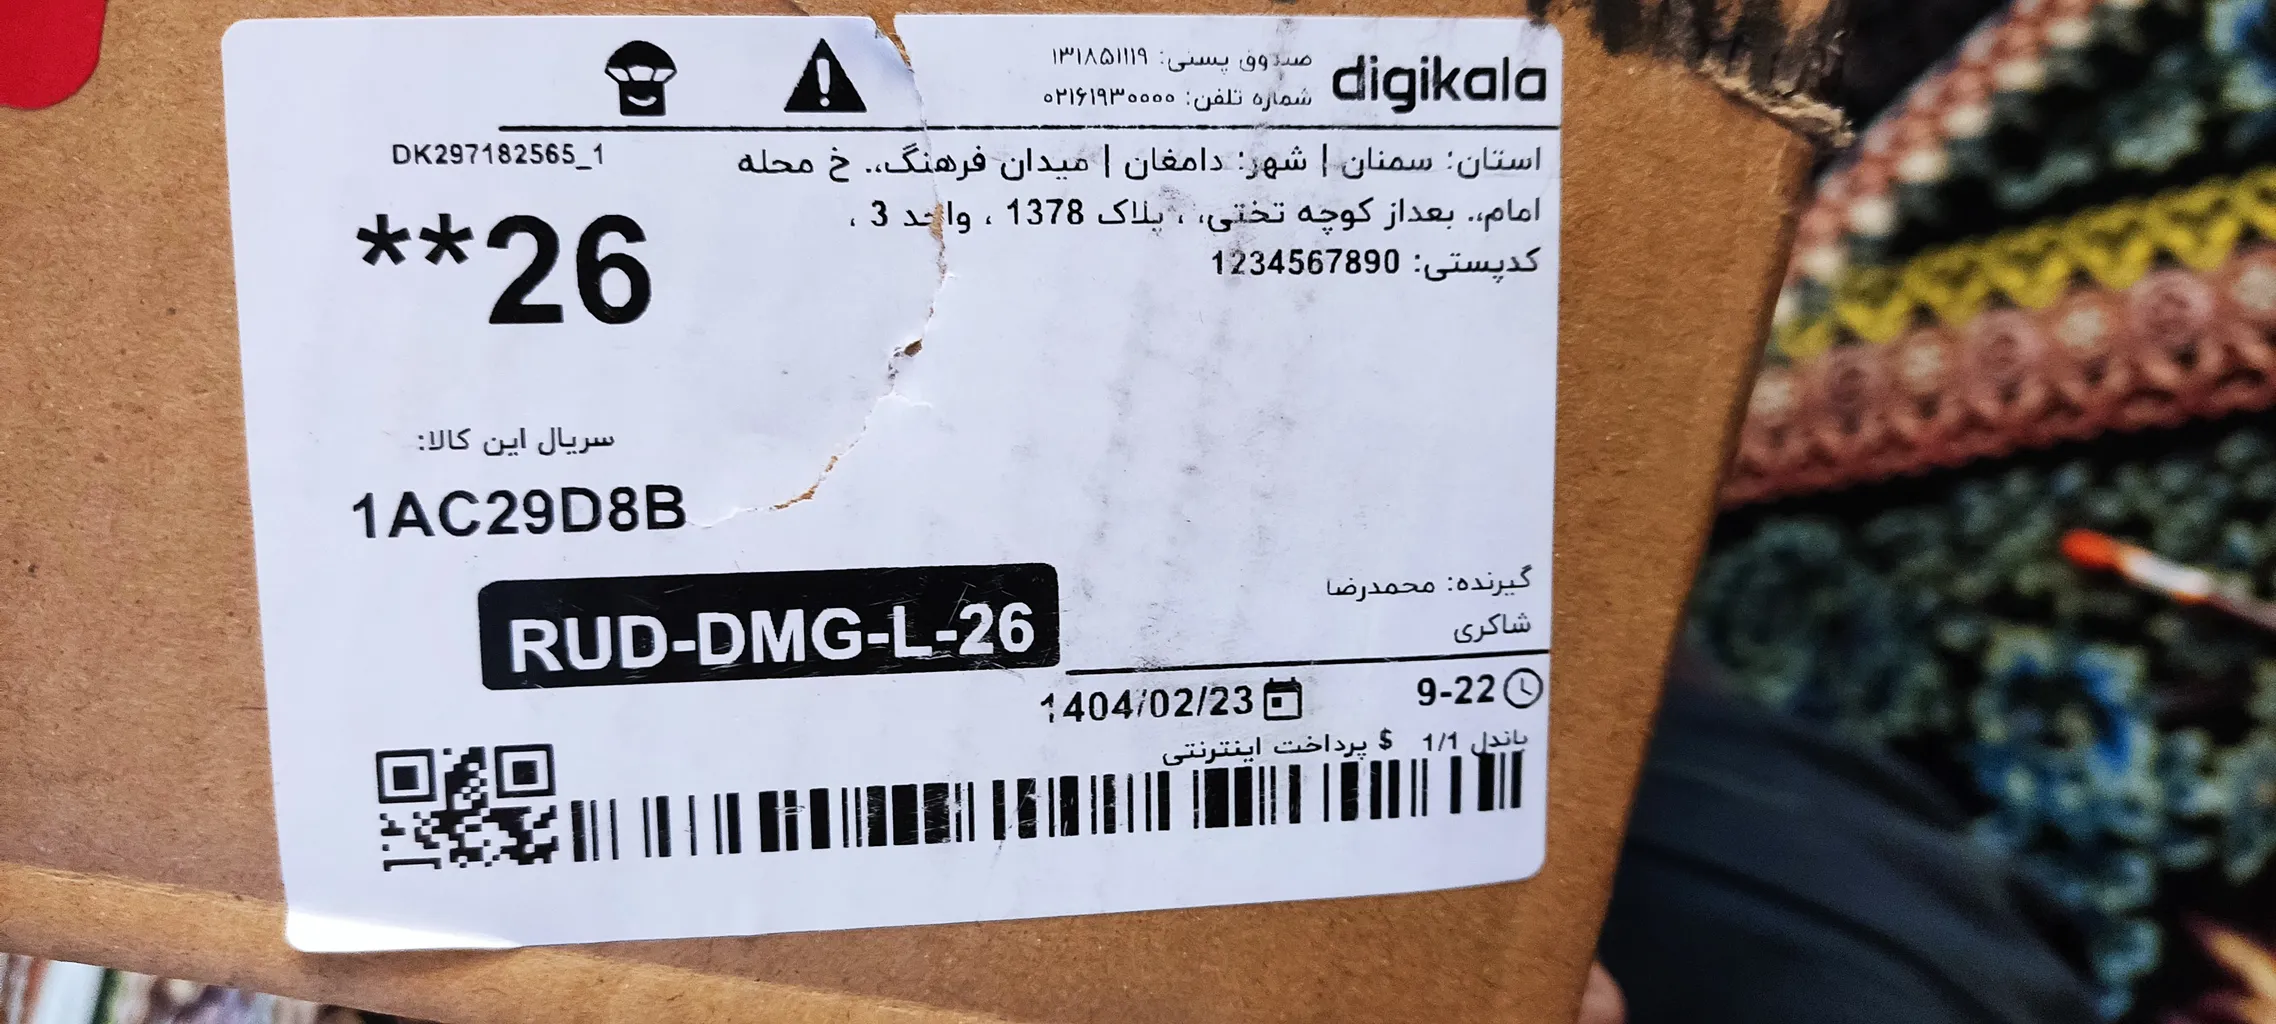 digikala
صندوق پستی: ۱۳۱۸۵۱۱۱۹
شماره تلفن: ۰۲۱۶۱۹۳۰۰۰۰
استان: سمنان | شهر: دامغان | میدان فرهنگ،. خ محله
امام،. بعداز کوچه تختی، ، پلاک 1378 ، واحد 3 ،
کدپستی: 1234567890
DK297182565_1
**26
سریال این کالا:
1AC29D8B
RUD-DMG-L-26
گیرنده: محمدرضا
شاکری
9-22
1404/02/23
باندل 1/1 $ پرداخت اینترنتی